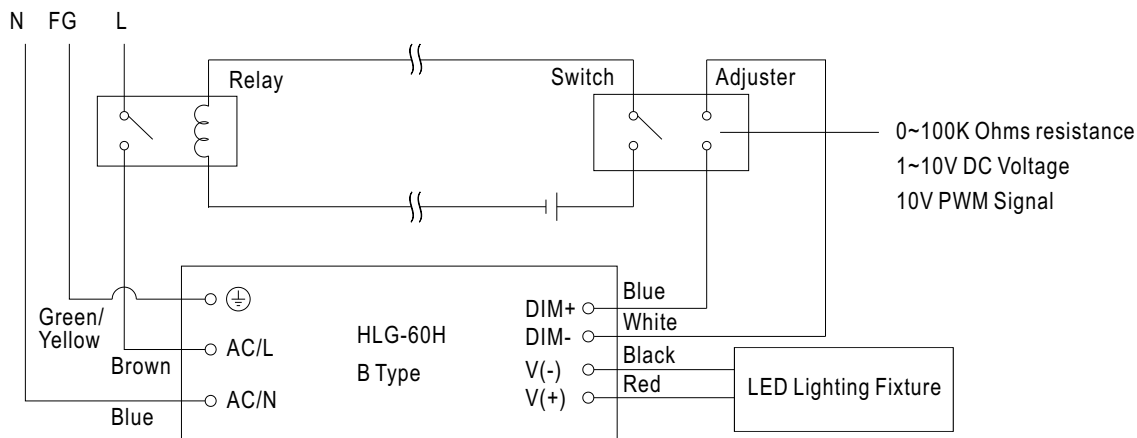 N FG L
Relay
Switch
Adjuster
0~100K Ohms resistance
1~10V DC Voltage
10V PWM Signal
Green/
Yellow
Brown
Blue
AC/L
AC/N
HLG-60H
B Type
DIM+
DIM-
V(-)
V(+)
Blue
White
Black
Red
LED Lighting Fixture